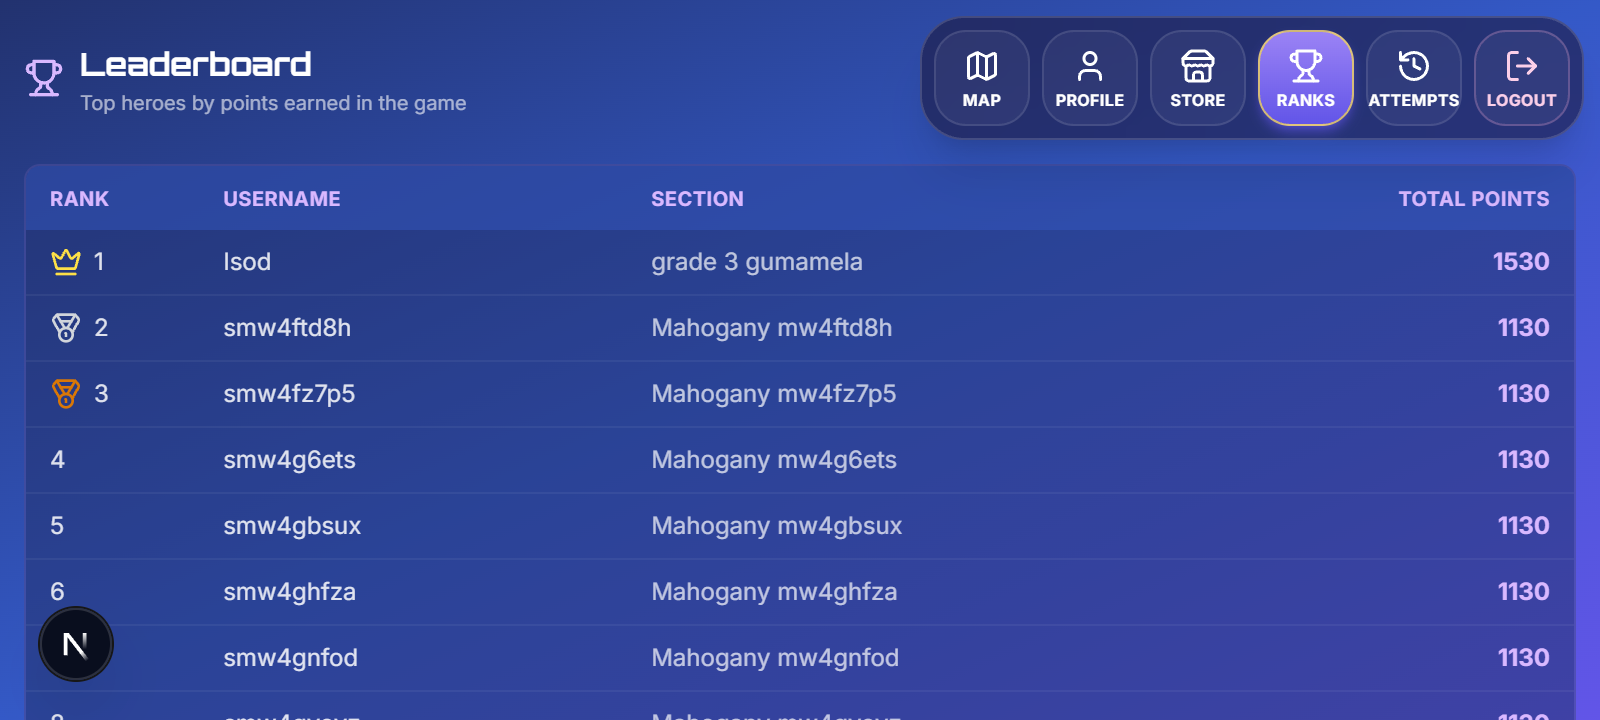 Leaderboard
Top heroes by points earned in the game
MAP PROFILE STORE RANKS ATTEMPTS LOGOUT
RANK USERNAME SECTION TOTAL POINTS
1 lsod grade 3 gumamela 1530
2 smw4ftd8h Mahogany mw4ftd8h 1130
3 smw4fz7p5 Mahogany mw4fz7p5 1130
4 smw4g6ets Mahogany mw4g6ets 1130
5 smw4gbsux Mahogany mw4gbsux 1130
6 smw4ghfza Mahogany mw4ghfza 1130
N smw4gnfod Mahogany mw4gnfod 1130